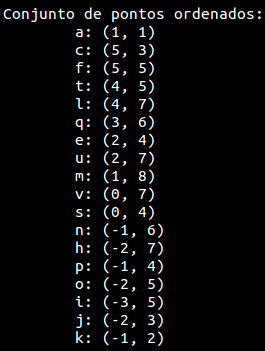 Conjunto de pontos ordenados:
a: (1, 1)
c: (5, 3)
f: (5, 5)
t: (4, 5)
l: (4, 7)
q: (3, 6)
e: (2, 4)
u: (2, 7)
m: (1, 8)
v: (0, 7)
s: (0, 4)
n: (-1, 6)
h: (-2, 7)
p: (-1, 4)
o: (-2, 5)
i: (-3, 5)
j: (-2, 3)
k: (-1, 2)